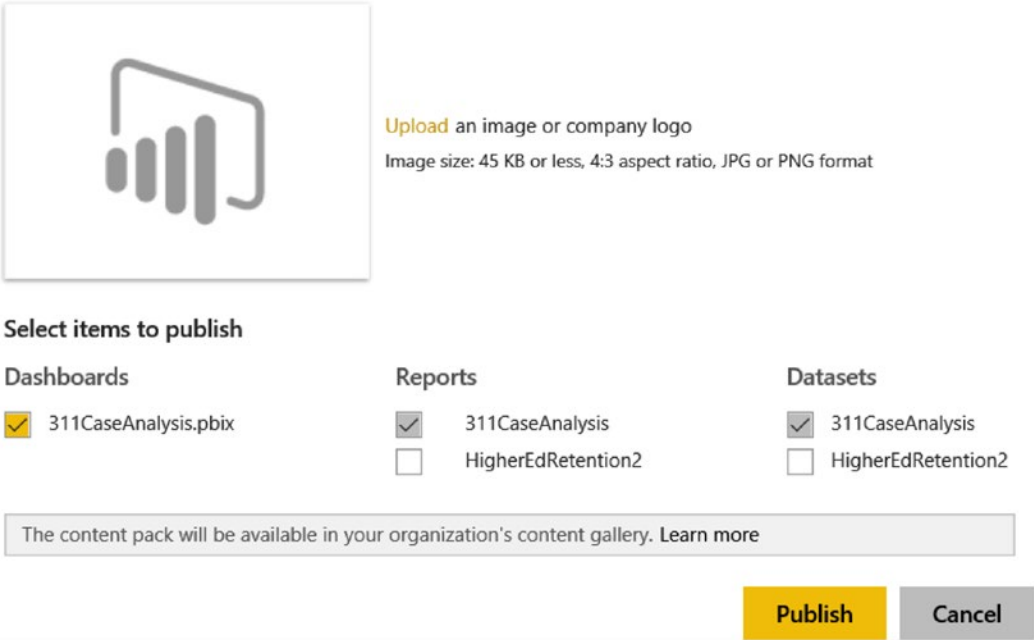 Upload an image or company logo
Image size: 45 KB or less, 4:3 aspect ratio, JPG or PNG format
Select items to publish
Dashboards Reports Datasets
311CaseAnalysis.pbix 311CaseAnalysis 311CaseAnalysis
HigherEdRetention2 HigherEdRetention2
The content pack will be available in your organization's content gallery. Learn more
Publish Cancel